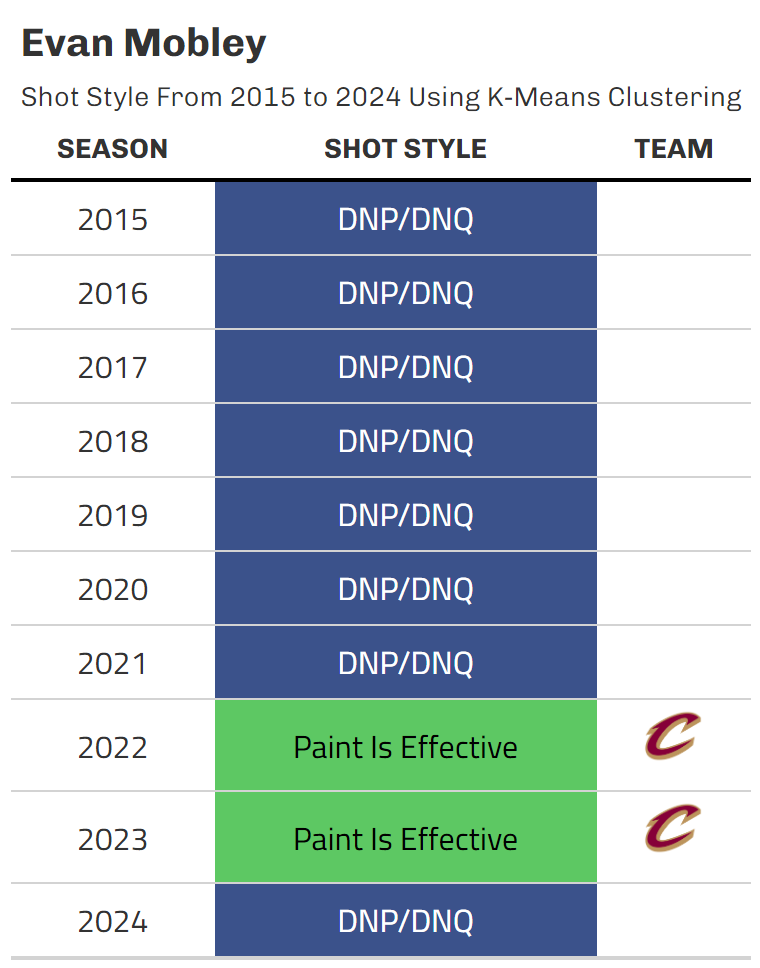 Evan Mobley
Shot Style From 2015 to 2024 Using K-Means Clustering
SEASON SHOT STYLE TEAM
2015 DNP/DNQ
2016 DNP/DNQ
2017 DNP/DNQ
2018 DNP/DNQ
2019 DNP/DNQ
2020 DNP/DNQ
2021 DNP/DNQ
2022 Paint Is Effective C
2023 Paint Is Effective C
2024 DNP/DNQ